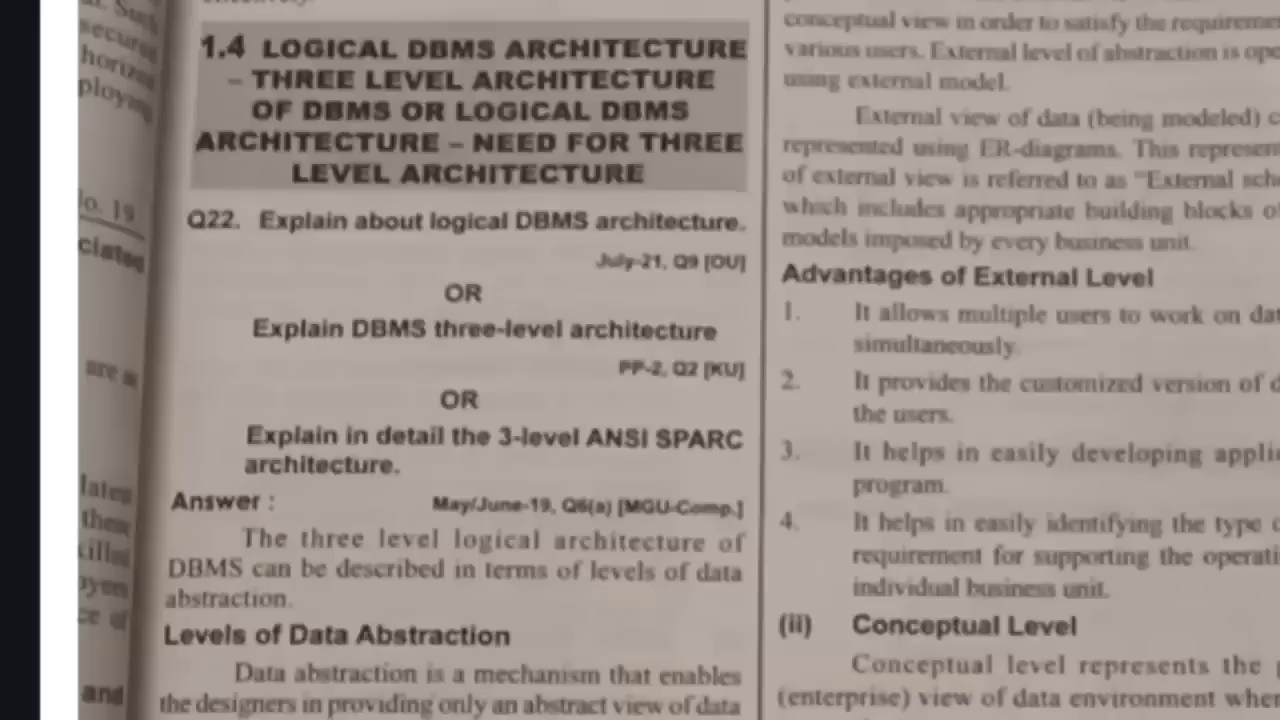 secured
ploying
lo. 19
ciated
are a
lated
these
and
1.4 LOGICAL DBMS ARCHITECTURE
– THREE LEVEL ARCHITECTURE
OF DBMS OR LOGICAL DBMS
ARCHITECTURE – NEED FOR THREE
LEVEL ARCHITECTURE
Q22. Explain about logical DBMS architecture.
July-21, Q9 [OU]
OR
Explain DBMS three-level architecture
PP-2, Q2 [KU]
OR
Explain in detail the 3-level ANSI SPARC
architecture.
Answer : May/June-19, Q6(a) [MGU-Comp.]
The three level logical architecture of
DBMS can be described in terms of levels of data
abstraction.
Levels of Data Abstraction
Data abstraction is a mechanism that enables
the designers in providing only an abstract view of data
conceptual view in order to satisfy the requireme
various users. External level of abstraction is ope
using external model.
External view of data (being modeled) c
represented using ER-diagrams. This represen
of external view is referred to as "External sch
which includes appropriate building blocks o
models imposed by every business unit.
Advantages of External Level
1. It allows multiple users to work on dat
simultaneously.
2. It provides the customized version of d
the users.
3. It helps in easily developing appli
program.
4. It helps in easily identifying the type o
requirement for supporting the operati
individual business unit.
(ii) Conceptual Level
Conceptual level represents the
(enterprise) view of data environment wher